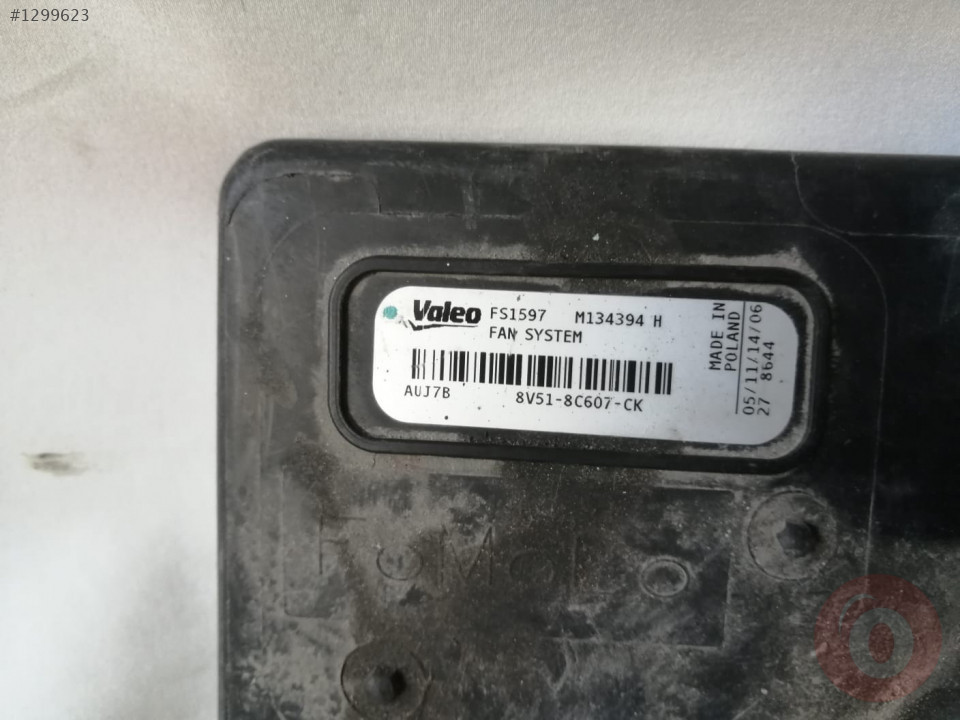 #1299623
Valeo FS1597 M134394 H
FAN SYSTEM
AUJ7B 8V51-8C607-CK
MADE IN
POLAND
05/11/14/06
27 8644
FoMoCo